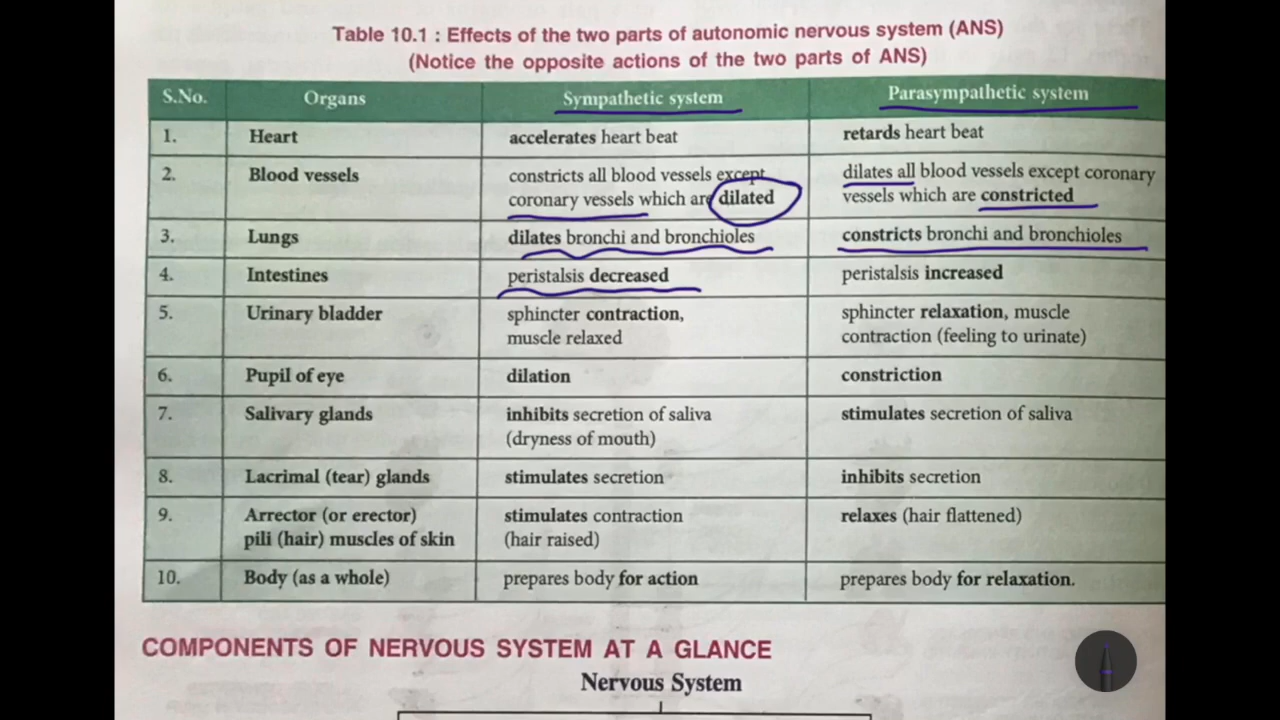 Table 10.1 : Effects of the two parts of autonomic nervous system (ANS)
(Notice the opposite actions of the two parts of ANS)
S.No. Organs Sympathetic system Parasympathetic system
1. Heart accelerates heart beat retards heart beat
2. Blood vessels constricts all blood vessels except dilates all blood vessels except coronary
coronary vessels which are dilated vessels which are constricted
3. Lungs dilates bronchi and bronchioles constricts bronchi and bronchioles
4. Intestines peristalsis decreased peristalsis increased
5. Urinary bladder sphincter contraction, sphincter relaxation, muscle
muscle relaxed contraction (feeling to urinate)
6. Pupil of eye dilation constriction
7. Salivary glands inhibits secretion of saliva stimulates secretion of saliva
(dryness of mouth)
8. Lacrimal (tear) glands stimulates secretion inhibits secretion
9. Arrector (or erector) stimulates contraction relaxes (hair flattened)
pili (hair) muscles of skin (hair raised)
10. Body (as a whole) prepares body for action prepares body for relaxation.
COMPONENTS OF NERVOUS SYSTEM AT A GLANCE
Nervous System